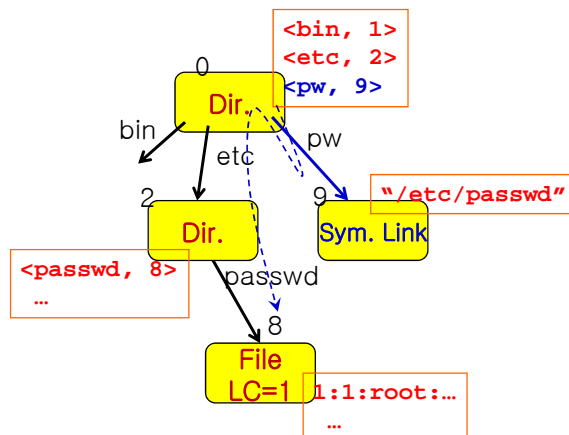 <bin, 1>
<etc, 2>
<pw, 9>
0
Dir.
bin
etc
pw
2
Dir.
9
Sym. Link
"/etc/passwd"
<passwd, 8>
…
passwd
8
File
LC=1
1:1:root:…
…